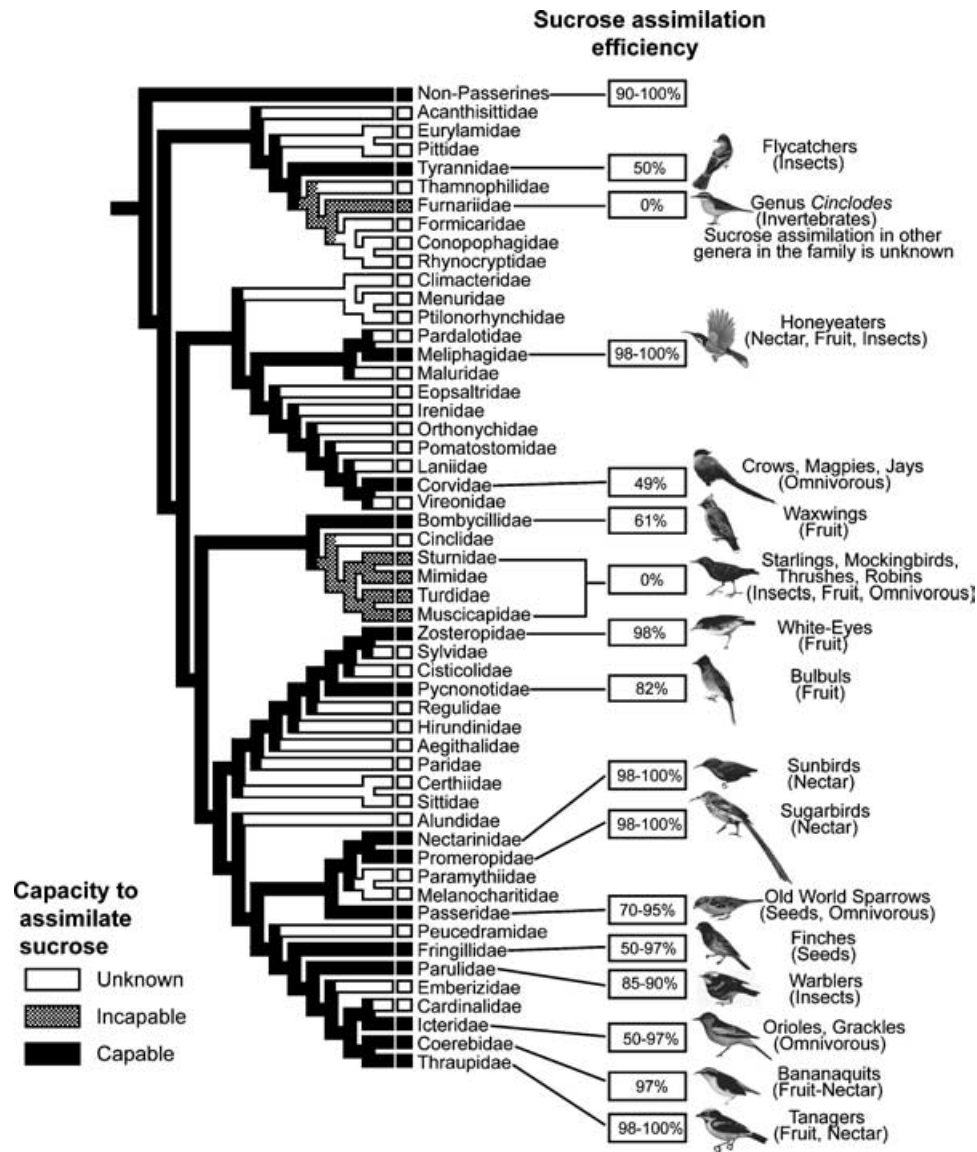 Sucrose assimilation
efficiency
Non-Passerines
90-100%
Acanthisittidae
Eurylamidae
Pittidae
Tyrannidae
50%
Flycatchers
(Insects)
Thamnophilidae
Furnariidae
0%
Genus Cinclodes
(Invertebrates)
Sucrose assimilation in other
genera in the family is unknown
Formicaridae
Conopophagidae
Rhynocryptidae
Climacteridae
Menuridae
Ptilonorhynchidae
Pardalotidae
Meliphagidae
98-100%
Honeyeaters
(Nectar, Fruit, Insects)
Maluridae
Eopsaltridae
Irenidae
Orthonychidae
Pomatostomidae
Laniidae
Corvidae
49%
Crows, Magpies, Jays
(Omnivorous)
Vireonidae
Bombycillidae
61%
Waxwings
(Fruit)
Cinclidae
Sturnidae
Mimidae
Turdidae
Muscicapidae
0%
Starlings, Mockingbirds,
Thrushes, Robins
(Insects, Fruit, Omnivorous)
Zosteropidae
98%
White-Eyes
(Fruit)
Sylvidae
Cisticolidae
Pycnonotidae
82%
Bulbuls
(Fruit)
Regulidae
Hirundinidae
Aegithalidae
Paridae
Certhiidae
Sittidae
Alundidae
Nectarinidae
98-100%
Sunbirds
(Nectar)
Promeropidae
98-100%
Sugarbirds
(Nectar)
Paramythiidae
Melanocharitidae
Passeridae
70-95%
Old World Sparrows
(Seeds, Omnivorous)
Peucedramidae
Fringillidae
50-97%
Finches
(Seeds)
Parulidae
85-90%
Warblers
(Insects)
Emberizidae
Cardinalidae
Icteridae
50-97%
Orioles, Grackles
(Omnivorous)
Coerebidae
97%
Bananaquits
(Fruit-Nectar)
Thraupidae
98-100%
Tanagers
(Fruit, Nectar)
Capacity to
assimilate
sucrose
Unknown
Incapable
Capable